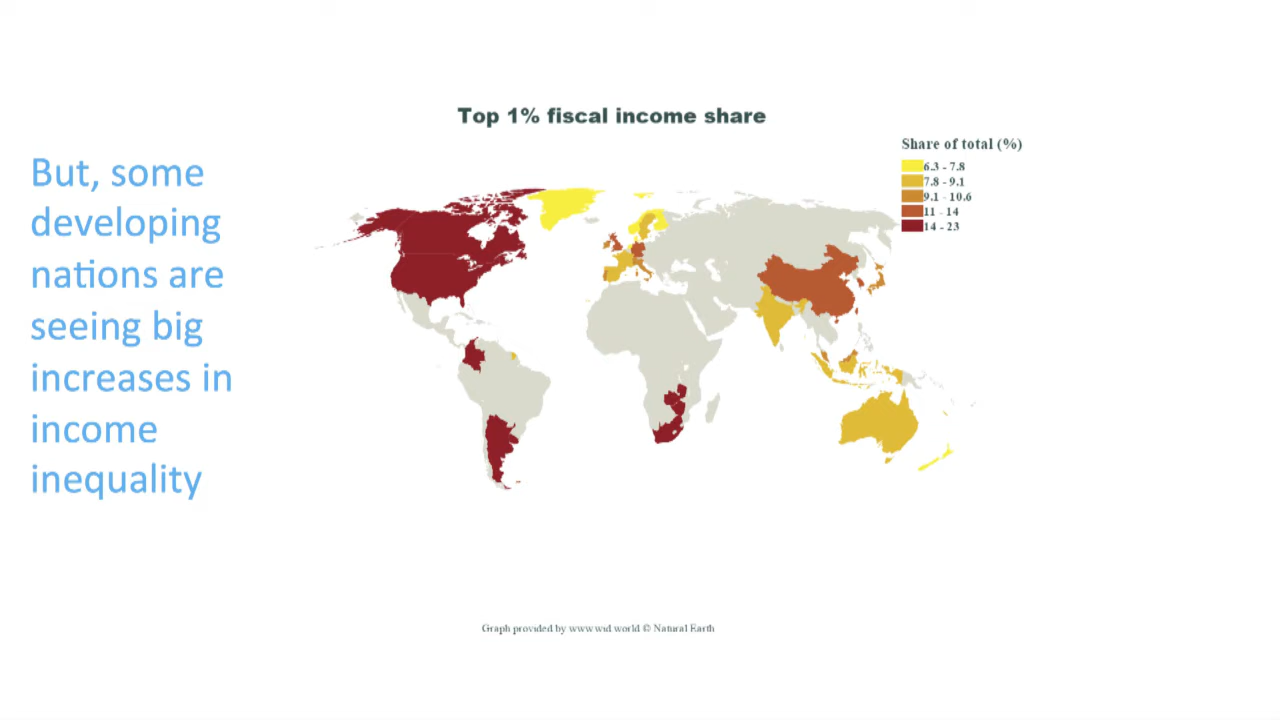 Top 1% fiscal income share
Share of total (%)
6.3 - 7.8
7.8 - 9.1
9.1 - 10.6
11 - 14
14 - 23
But, some
developing
nations are
seeing big
increases in
income
inequality
Graph provided by www.wid.world © Natural Earth